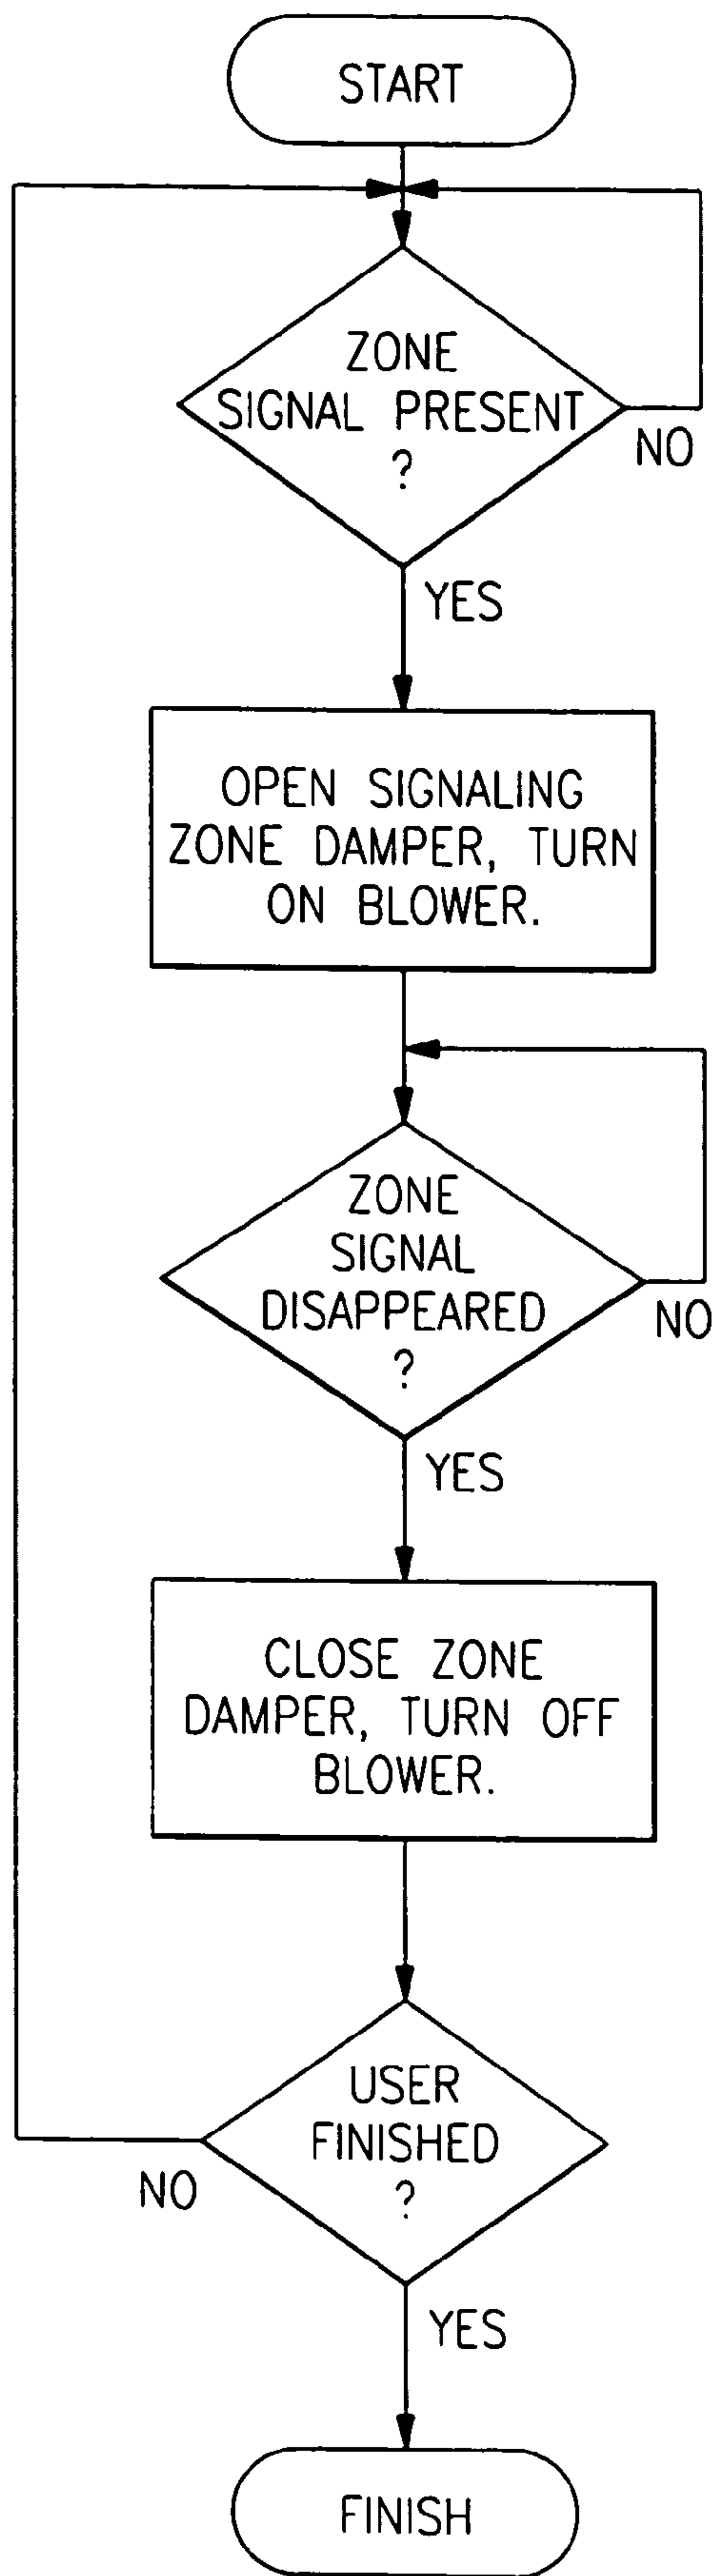 START
ZONE
SIGNAL PRESENT
?
NO
YES
OPEN SIGNALING
ZONE DAMPER, TURN
ON BLOWER.
ZONE
SIGNAL
DISAPPEARED
?
NO
YES
CLOSE ZONE
DAMPER, TURN OFF
BLOWER.
USER
FINISHED
?
NO
YES
FINISH